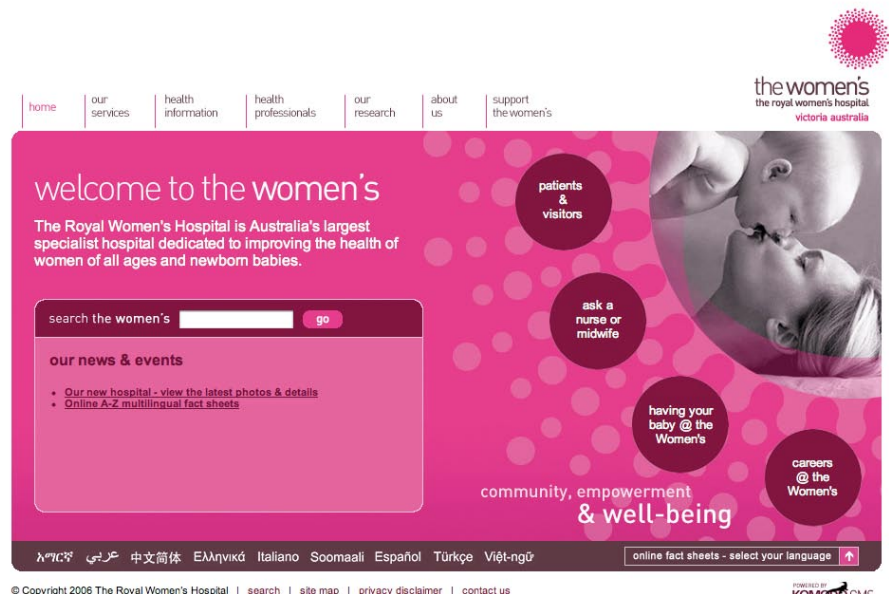 the women's
the royal women's hospital
victoria australia
home
our
services
health
information
health
professionals
our
research
about
us
support
the women's
welcome to the women's
The Royal Women's Hospital is Australia's largest
specialist hospital dedicated to improving the health of
women of all ages and newborn babies.
search the women's
go
our news & events
Our new hospital - view the latest photos & details
Online A-Z multilingual fact sheets
patients
&
visitors
ask a
nurse or
midwife
having your
baby @ the
Women's
careers
@ the
Women's
community, empowerment
& well-being
አማርኛ عربي 中文简体 Ελληνικά Italiano Soomaali Español Türkçe Việt-ngữ
online fact sheets - select your language
© Copyright 2006 The Royal Women's Hospital | search | site map | privacy disclaimer | contact us
POWERED BY
KOMODO CMS